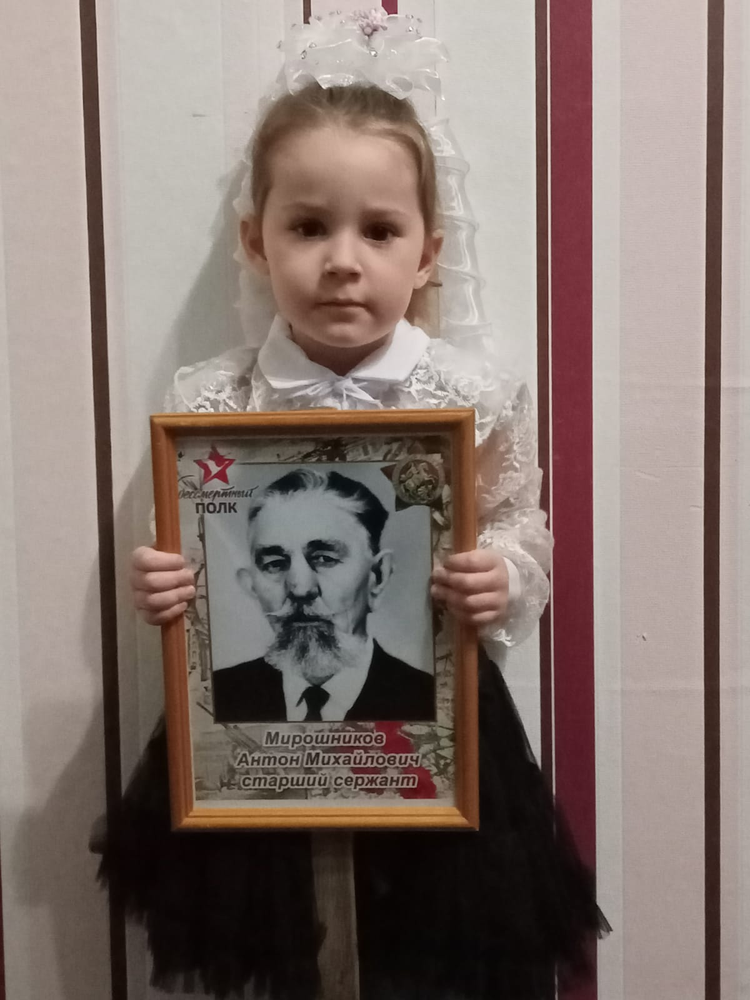 бессмертный
ПОЛК
Мирошников
Антон Михайлович
старший сержант